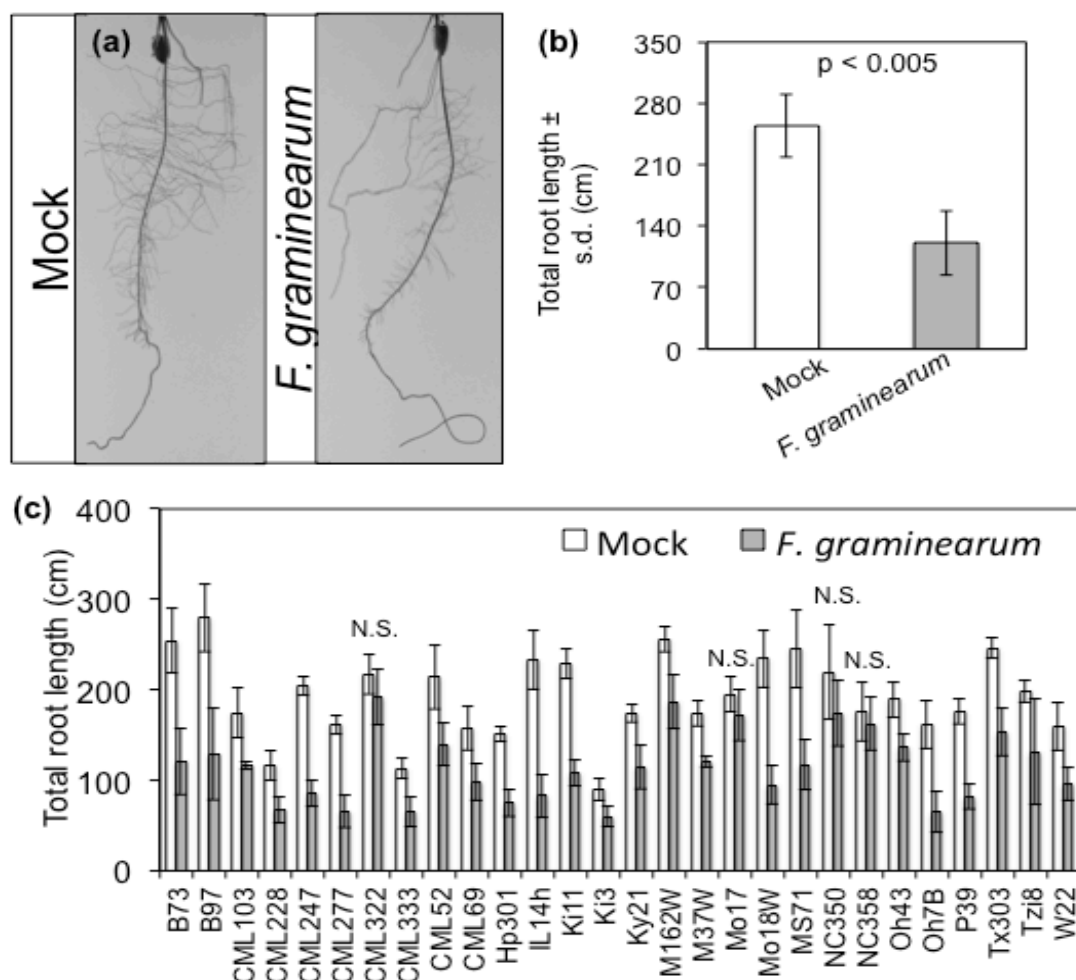 (a)
Mock
F. graminearum
(b)
350
280
210
140
70
0
Total root length ±
s.d. (cm)
p < 0.005
Mock
F. graminearum
(c)
400
300
200
100
0
Total root length (cm)
Mock F. graminearum
N.S.
N.S.
N.S.
N.S.
B73
B97
CML103
CML228
CML247
CML277
CML322
CML333
CML52
CML69
Hp301
IL14h
Ki11
Ki3
Ky21
M162W
M37W
Mo17
Mo18W
MS71
NC350
NC358
Oh43
Oh7B
P39
Tx303
Tzi8
W22